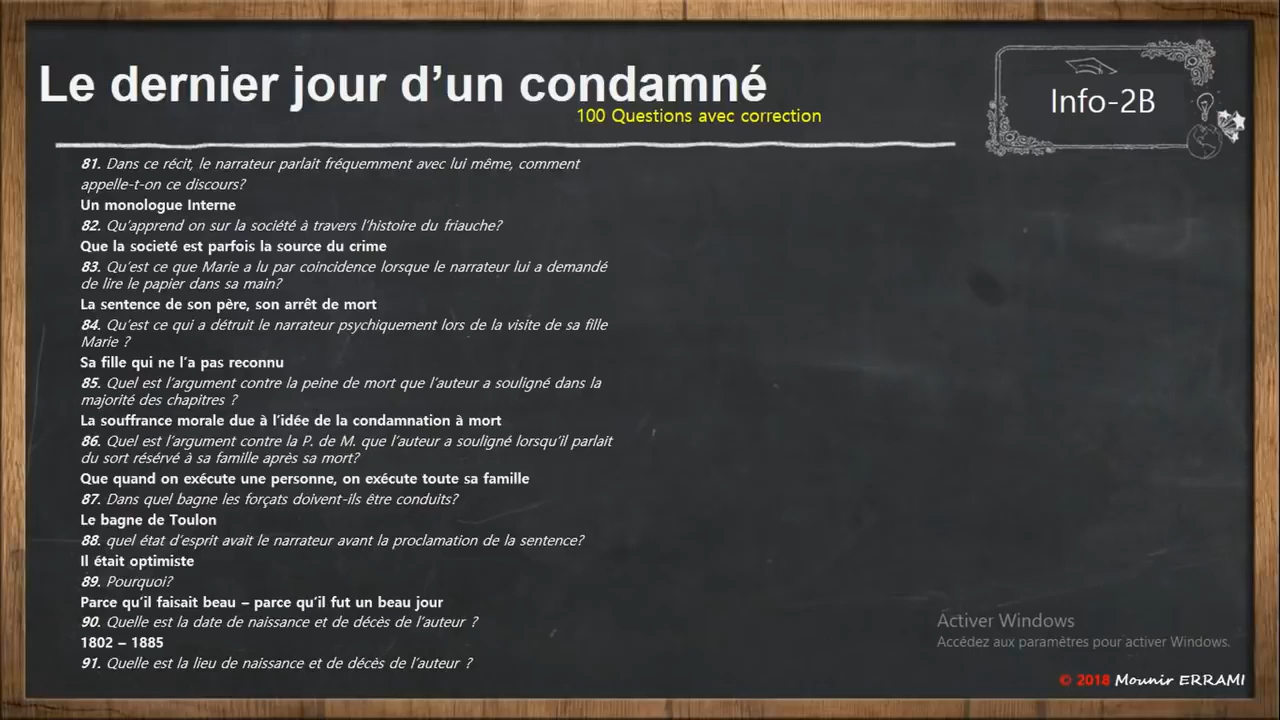 Le dernier jour d'un condamné
100 Questions avec correction
Info-2B
81. Dans ce récit, le narrateur parlait fréquemment avec lui même, comment
appelle-t-on ce discours?
Un monologue Interne
82. Qu'apprend on sur la société à travers l'histoire du friauche?
Que la societé est parfois la source du crime
83. Qu'est ce que Marie a lu par coincidence lorsque le narrateur lui a demandé
de lire le papier dans sa main?
La sentence de son père, son arrêt de mort
84. Qu'est ce qui a détruit le narrateur psychiquement lors de la visite de sa fille
Marie ?
Sa fille qui ne l'a pas reconnu
85. Quel est l'argument contre la peine de mort que l'auteur a souligné dans la
majorité des chapitres ?
La souffrance morale due à l'idée de la condamnation à mort
86. Quel est l'argument contre la P. de M. que l'auteur a souligné lorsqu'il parlait
du sort résérvé à sa famille après sa mort?
Que quand on exécute une personne, on exécute toute sa famille
87. Dans quel bagne les forçats doivent-ils être conduits?
Le bagne de Toulon
88. quel état d'esprit avait le narrateur avant la proclamation de la sentence?
Il était optimiste
89. Pourquoi?
Parce qu'il faisait beau – parce qu'il fut un beau jour
90. Quelle est la date de naissance et de décès de l'auteur ?
1802 – 1885
91. Quelle est la lieu de naissance et de décès de l'auteur ?
Activer Windows
Accédez aux paramètres pour activer Windows.
© 2018 Mounir ERRAMI